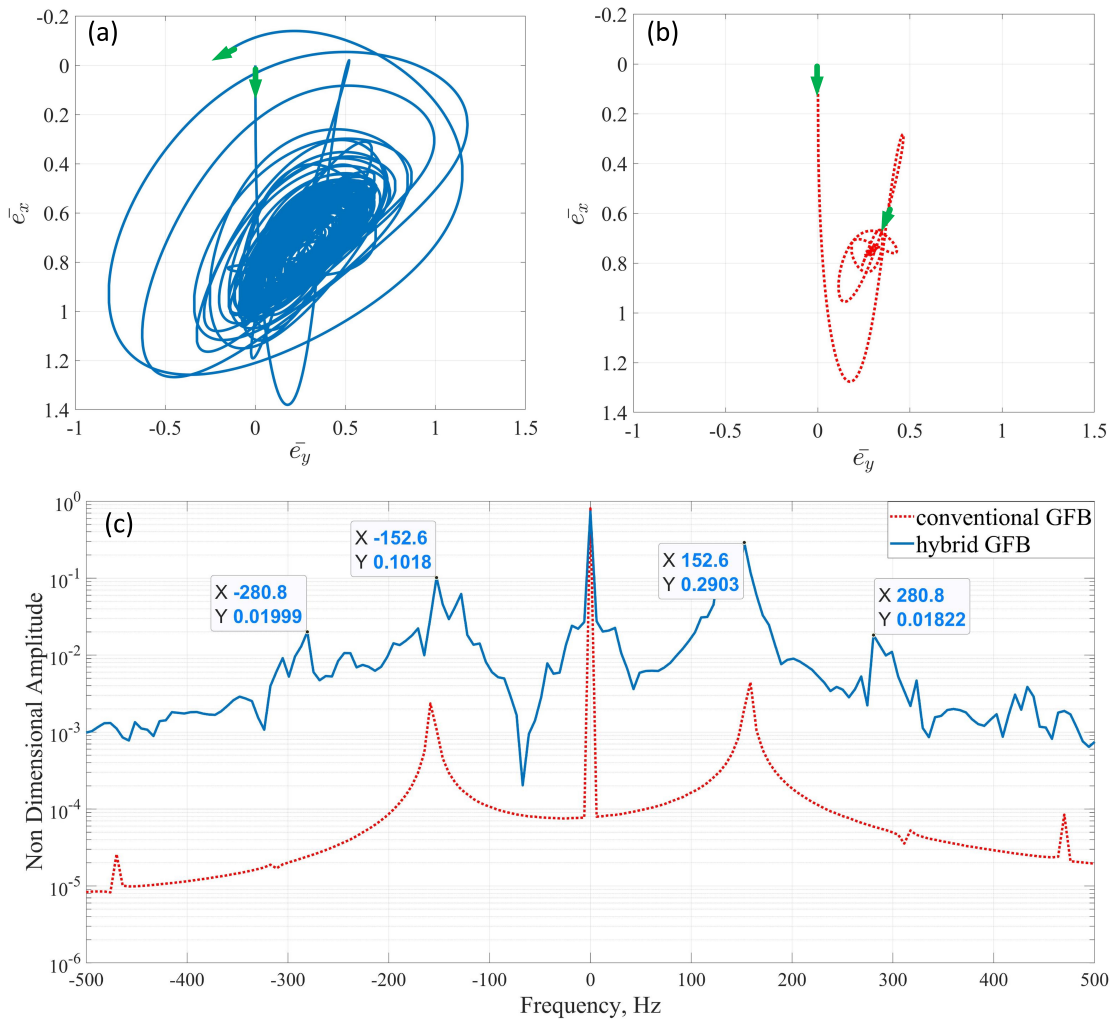 (a)
-0.2
0
0.2
0.4
0.6
0.8
1
1.2
1.4
ē_x
-1
-0.5
0
0.5
1
1.5
ē_y
(b)
-0.2
0
0.2
0.4
0.6
0.8
1
1.2
1.4
ē_x
-1
-0.5
0
0.5
1
1.5
ē_y
(c)
10^0
10^-1
10^-2
10^-3
10^-4
10^-5
10^-6
Non Dimensional Amplitude
X -280.8
Y 0.01999
X -152.6
Y 0.1018
X 152.6
Y 0.2903
X 280.8
Y 0.01822
conventional GFB
hybrid GFB
-500
-400
-300
-200
-100
0
100
200
300
400
500
Frequency, Hz